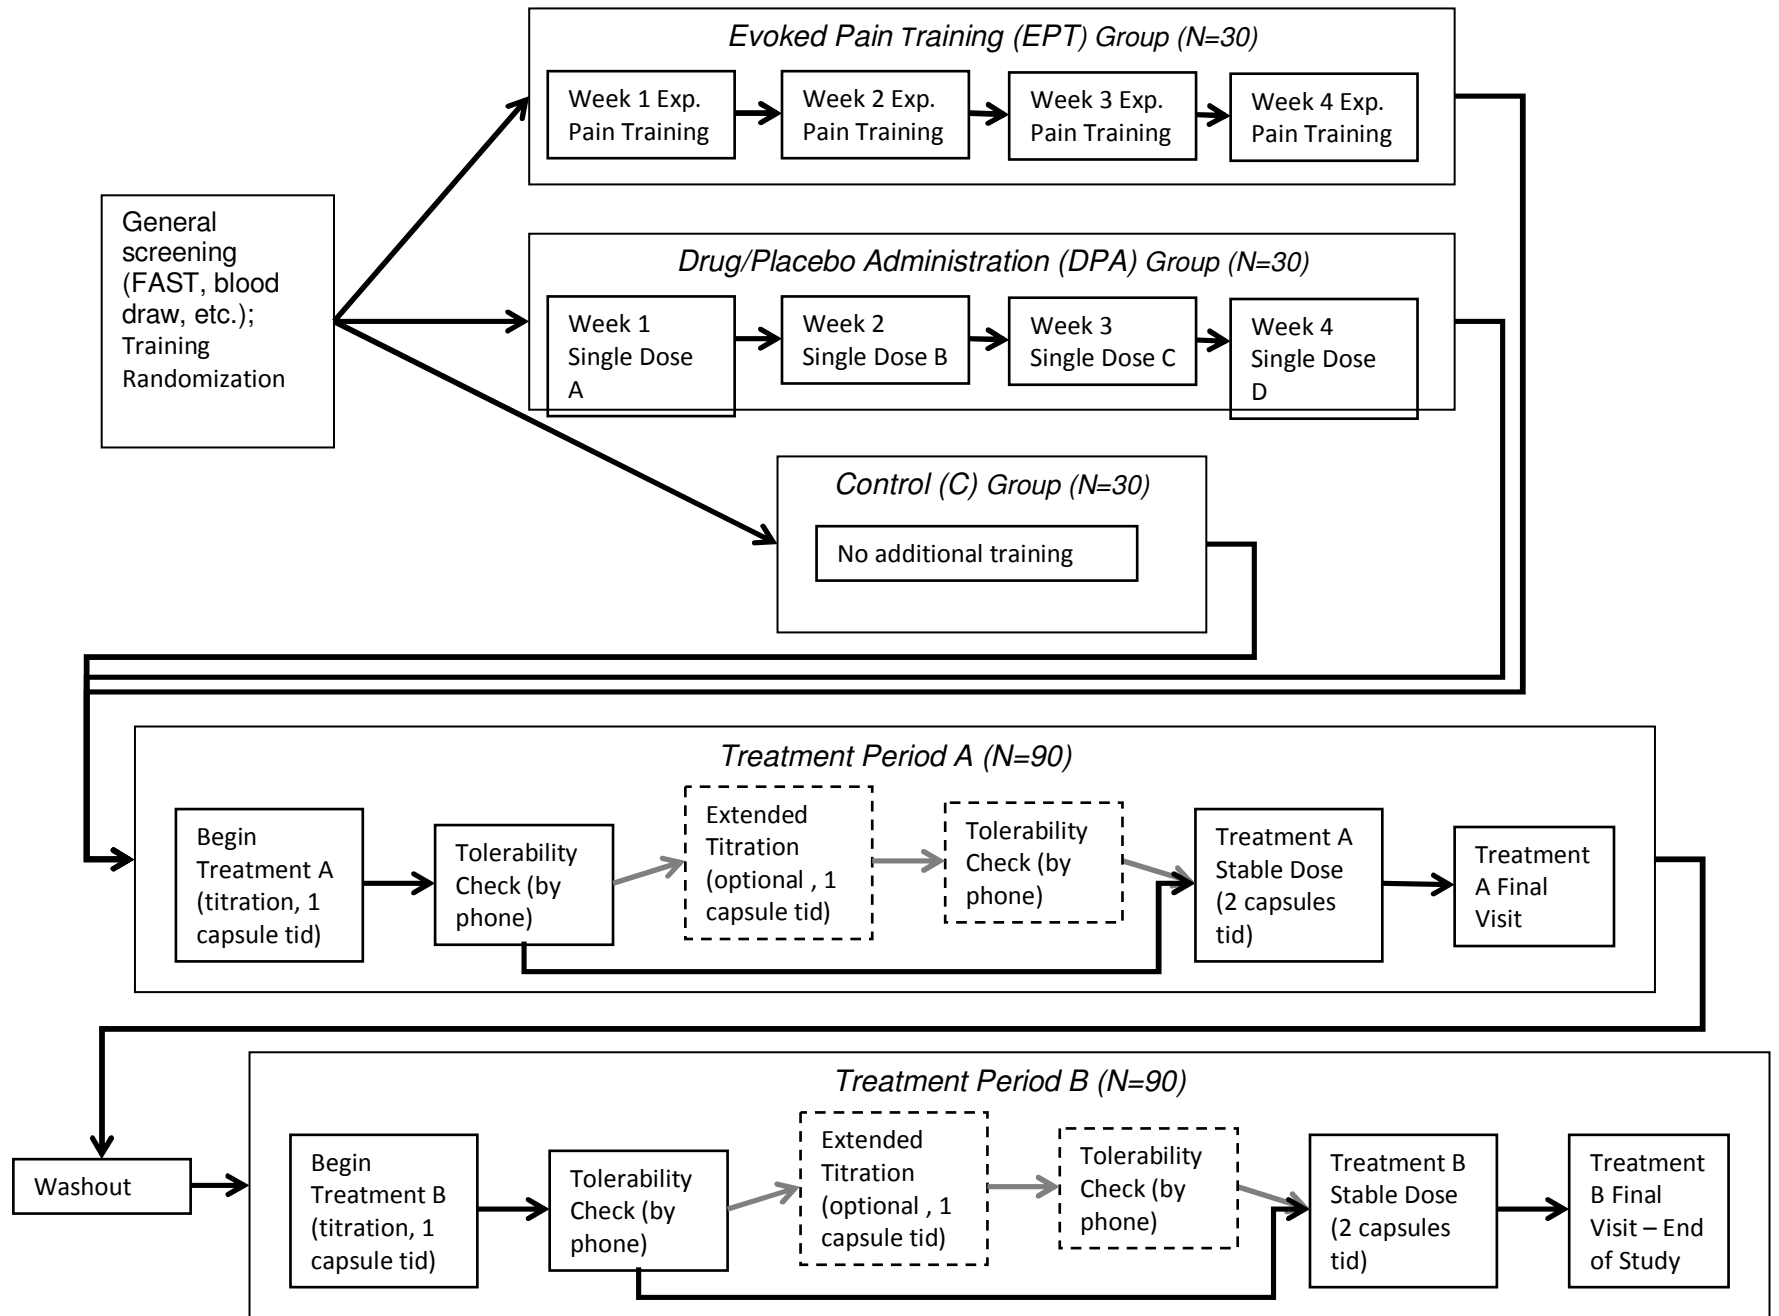 Evoked Pain Training (EPT) Group (N=30)
Week 1 Exp.
Pain Training
Week 2 Exp.
Pain Training
Week 3 Exp.
Pain Training
Week 4 Exp.
Pain Training
General
screening
(FAST, blood
draw, etc.);
Training
Randomization
Drug/Placebo Administration (DPA) Group (N=30)
Week 1
Single Dose
A
Week 2
Single Dose B
Week 3
Single Dose C
Week 4
Single Dose
D
Control (C) Group (N=30)
No additional training
Treatment Period A (N=90)
Begin
Treatment A
(titration, 1
capsule tid)
Tolerability
Check (by
phone)
Extended
Titration
(optional , 1
capsule tid)
Tolerability
Check (by
phone)
Treatment A
Stable Dose
(2 capsules
tid)
Treatment
A Final
Visit
Treatment Period B (N=90)
Washout
Begin
Treatment B
(titration, 1
capsule tid)
Tolerability
Check (by
phone)
Extended
Titration
(optional , 1
capsule tid)
Tolerability
Check (by
phone)
Treatment B
Stable Dose
(2 capsules
tid)
Treatment
B Final
Visit – End
of Study